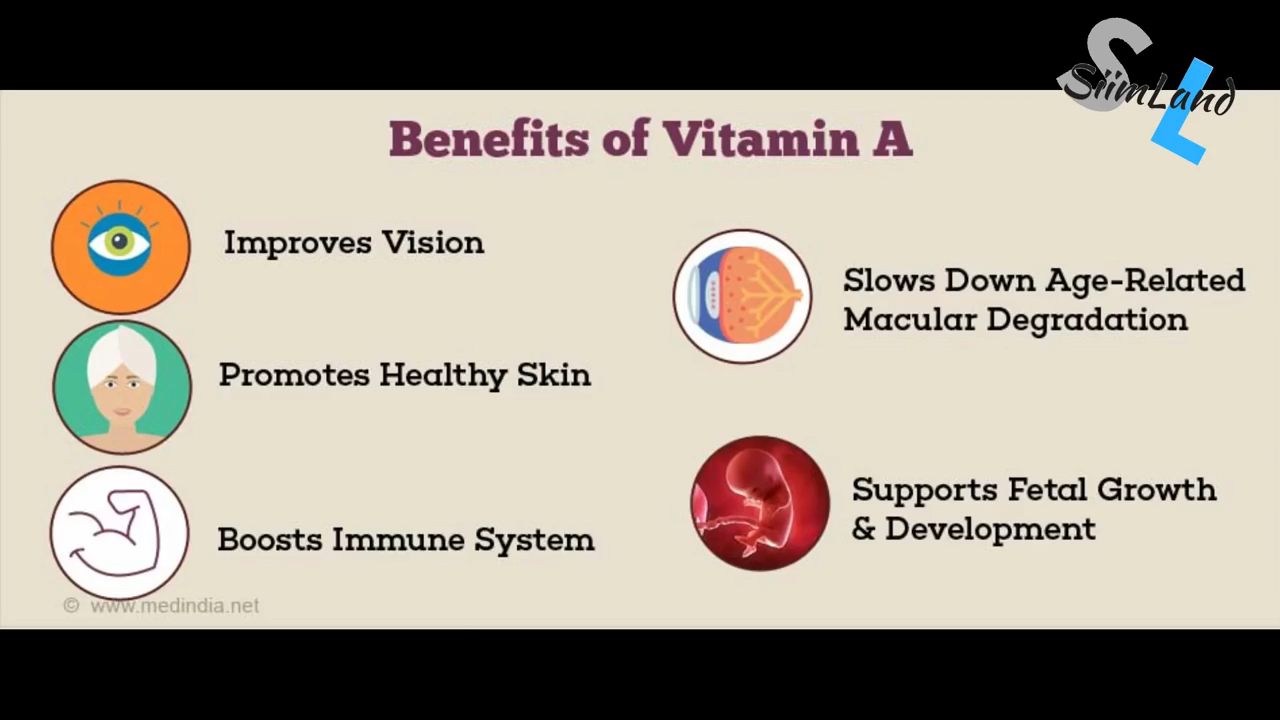 SL
SiimLand
Benefits of Vitamin A
Improves Vision
Promotes Healthy Skin
Boosts Immune System
Slows Down Age-Related
Macular Degradation
Supports Fetal Growth
& Development
© www.medindia.net